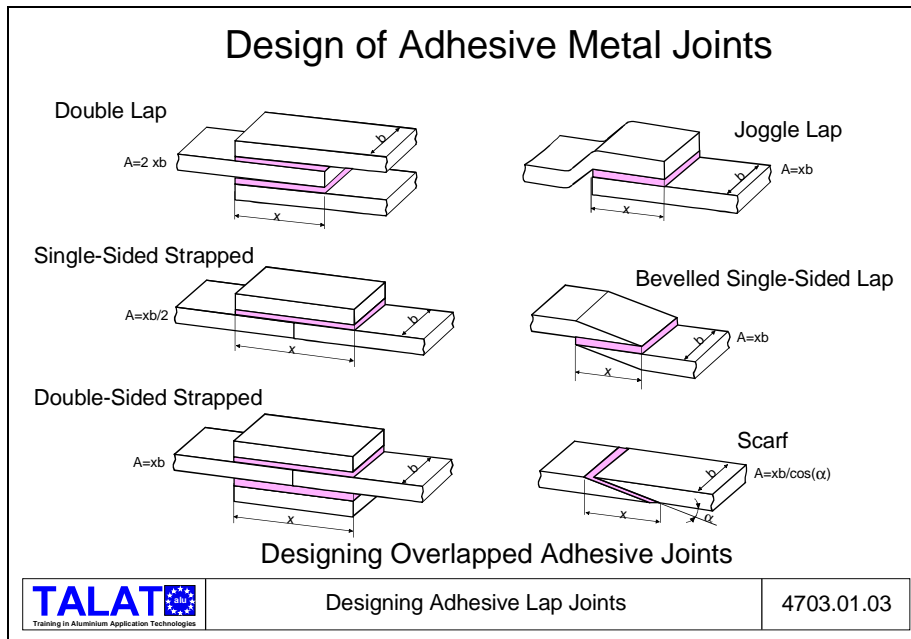 Design of Adhesive Metal Joints
Double Lap
b
A=2 xb
x
Joggle Lap
b
A=xb
x
Single-Sided Strapped
b
A=xb/2
x
Bevelled Single-Sided Lap
b
A=xb
x
Double-Sided Strapped
b
A=xb
x
Scarf
b
A=xb/cos(α)
x
α
Designing Overlapped Adhesive Joints
TALAT
alu
Training in Aluminium Application Technologies
Designing Adhesive Lap Joints
4703.01.03